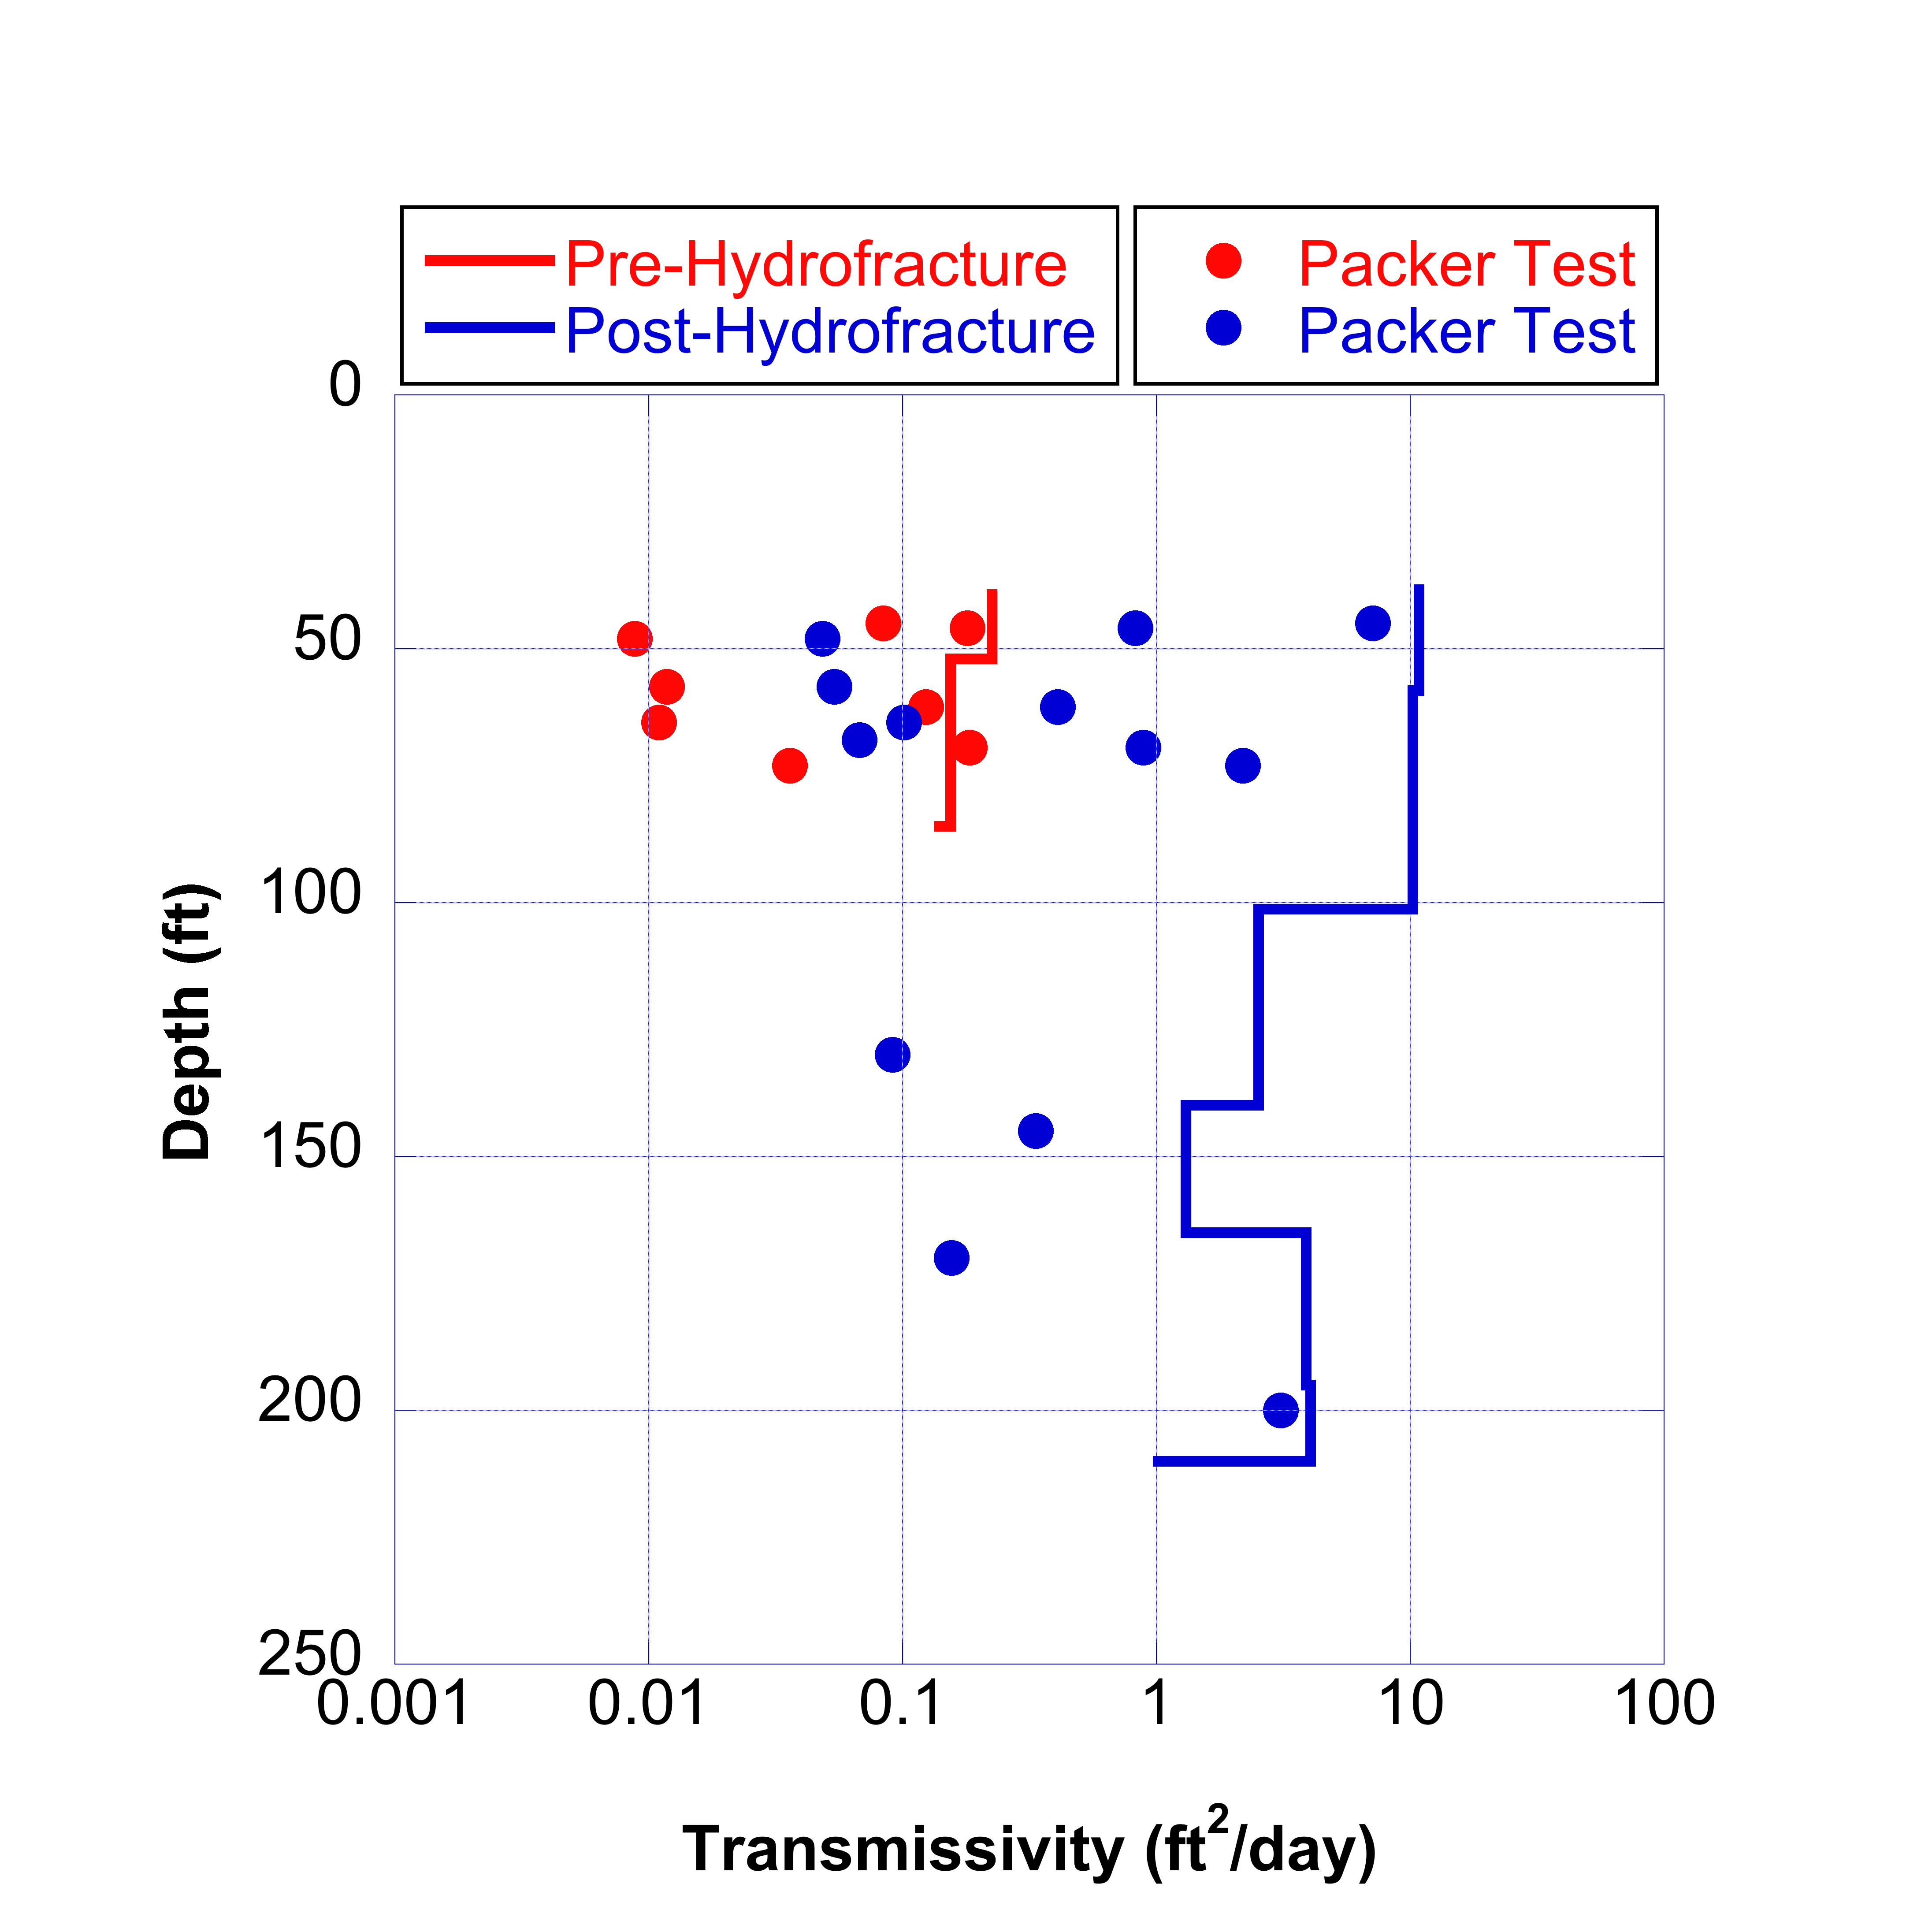 Pre-Hydrofracture
Post-Hydrofracture
Packer Test
Packer Test
0
50
100
150
200
250
Depth (ft)
0.001 0.01 0.1 1 10 100
Transmissivity (ft²/day)